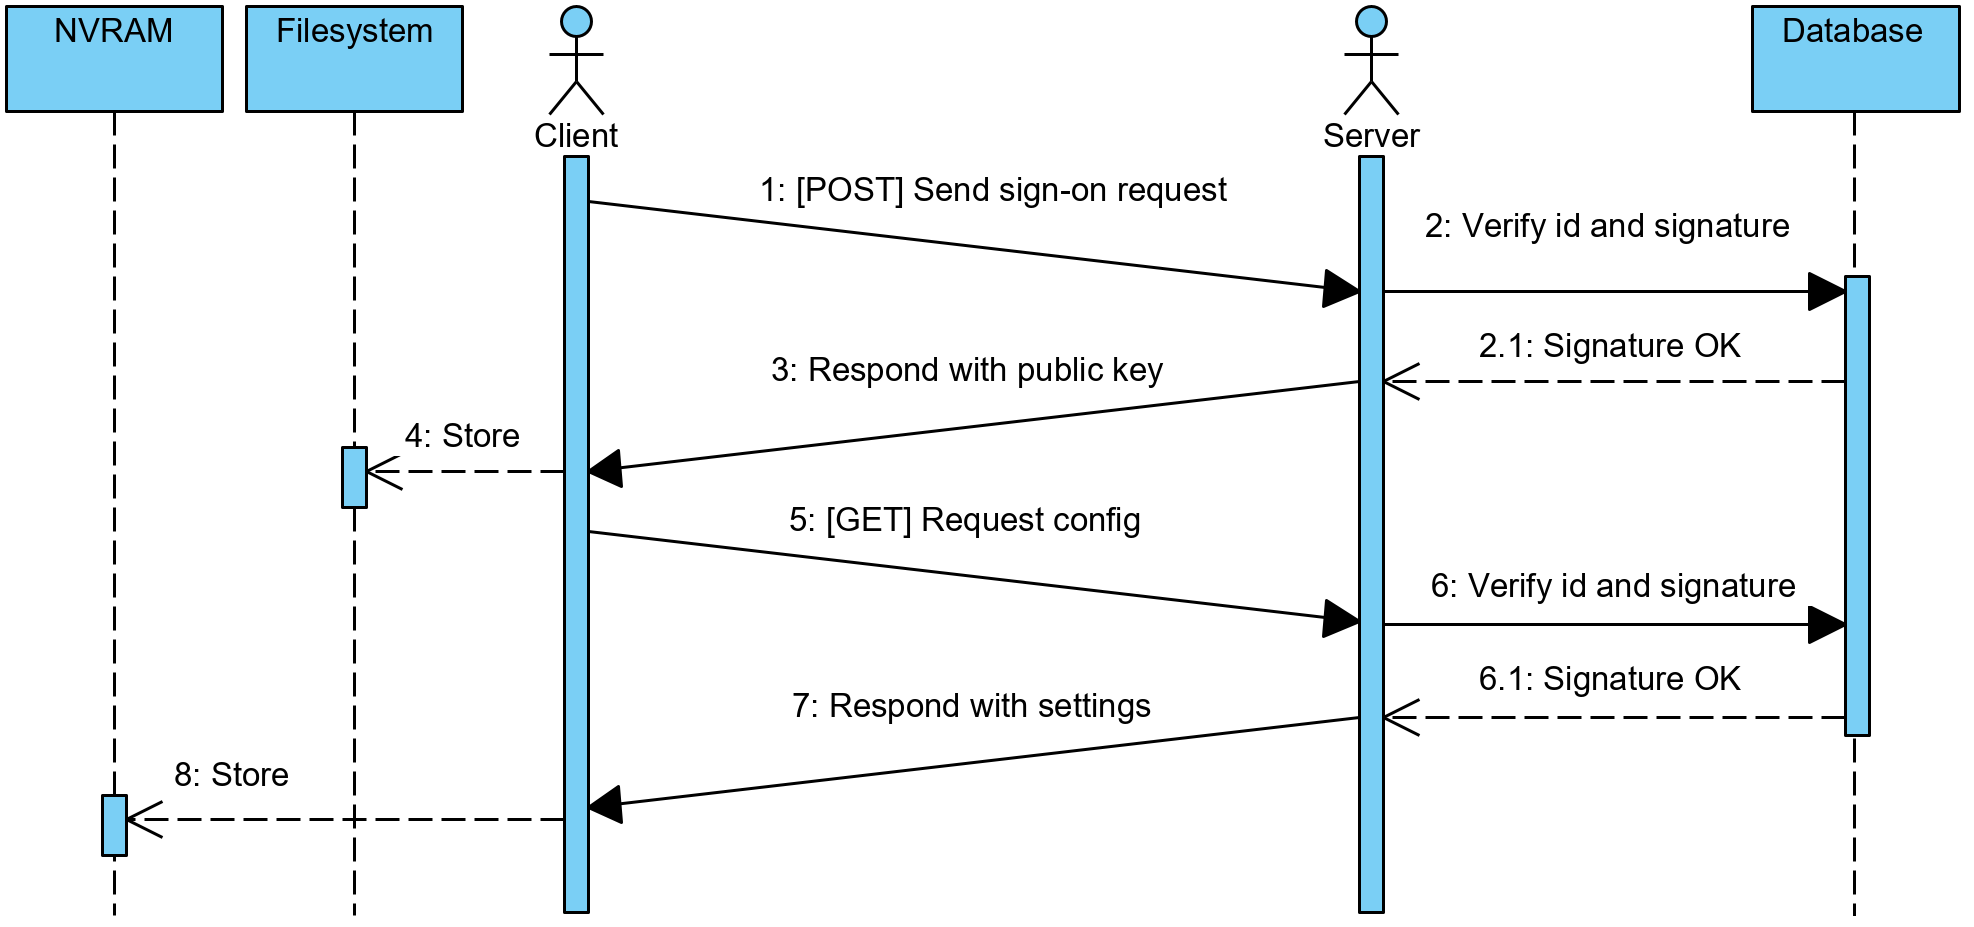 NVRAM
Filesystem
Client
Server
Database
1: [POST] Send sign-on request
2: Verify id and signature
2.1: Signature OK
3: Respond with public key
4: Store
5: [GET] Request config
6: Verify id and signature
6.1: Signature OK
7: Respond with settings
8: Store